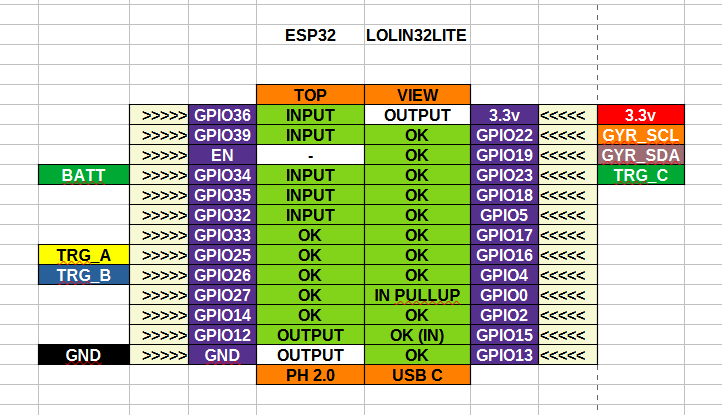 ESP32 LOLIN32LITE
TOP VIEW
>>>>> GPIO36 INPUT OUTPUT 3.3v <<<<< 3.3v
>>>>> GPIO39 INPUT OK GPIO22 <<<<< GYR_SCL
>>>>> EN - OK GPIO19 <<<<< GYR_SDA
BATT >>>>> GPIO34 INPUT OK GPIO23 <<<<< TRG_C
>>>>> GPIO35 INPUT OK GPIO18 <<<<<
>>>>> GPIO32 INPUT OK GPIO5 <<<<<
>>>>> GPIO33 OK OK GPIO17 <<<<<
TRG_A >>>>> GPIO25 OK OK GPIO16 <<<<<
TRG_B >>>>> GPIO26 OK OK GPIO4 <<<<<
>>>>> GPIO27 OK IN PULLUP GPIO0 <<<<<
>>>>> GPIO14 OK OK GPIO2 <<<<<
>>>>> GPIO12 OUTPUT OK (IN) GPIO15 <<<<<
GND >>>>> GND OUTPUT OK GPIO13 <<<<<
PH 2.0 USB C